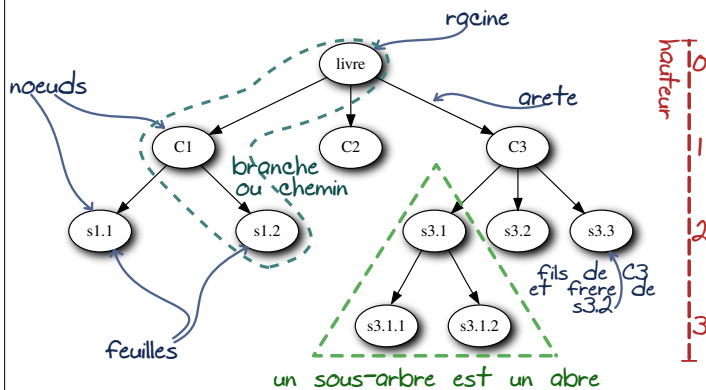 racine
hauteur
0
livre
noeuds
arete
C1
C2
C3
1
branche
ou chemin
s1.1
s1.2
s3.1
s3.2
s3.3
2
fils de C3
et frere de
s3.2
s3.1.1
s3.1.2
3
feuilles
un sous-arbre est un abre